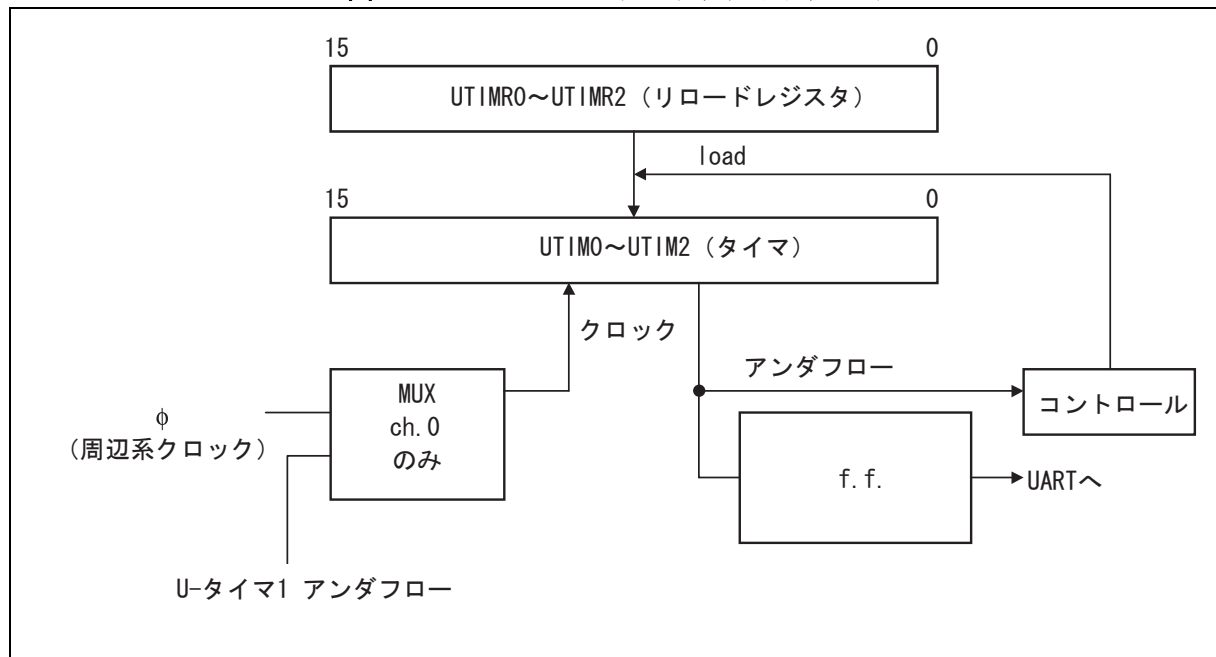 15 0
UTIMR0～UTIMR2 (リロードレジスタ)
load
15 0
UTIM0～UTIM2 (タイマ)
クロック
アンダフロー
MUX
ch.0
のみ
コントロール
φ
(周辺系クロック)
f.f.
UARTへ
U-タイマ1 アンダフロー